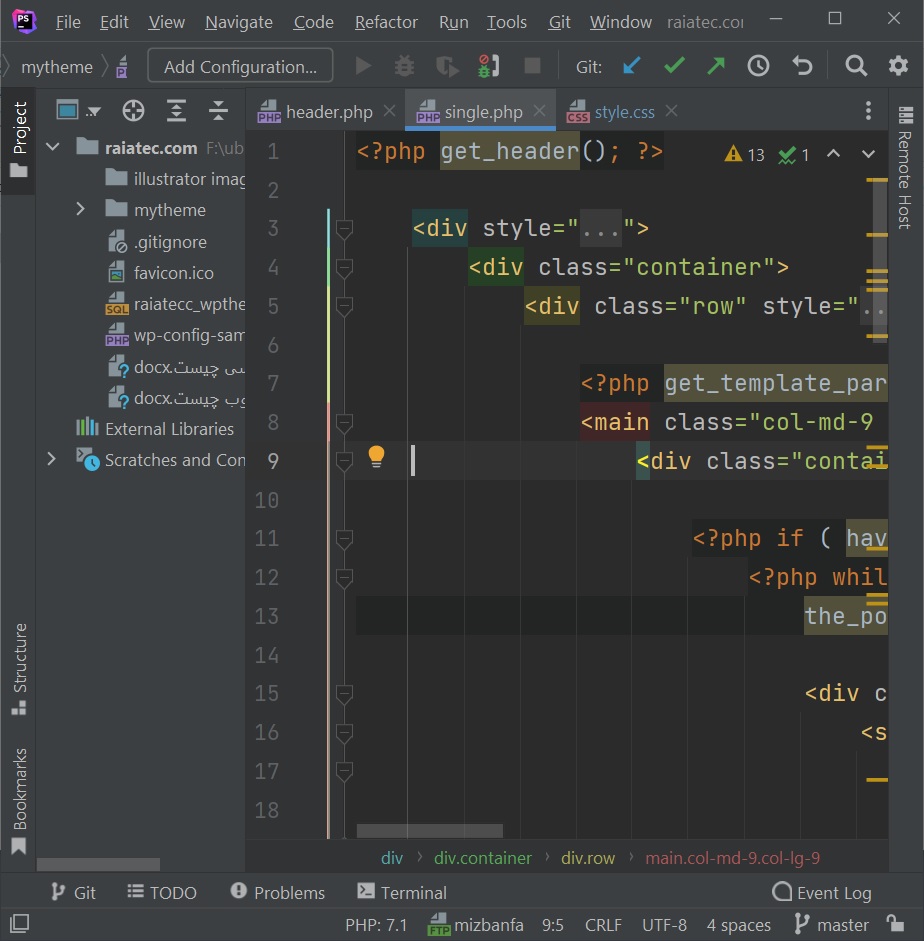 PS File Edit View Navigate Code Refactor Run Tools Git Window raiatec.cor
mytheme Add Configuration... Git:
Project
header.php single.php style.css
raiatec.com F:\ub
illustrator imag
mytheme
.gitignore
favicon.ico
raiatecc_wpthe
wp-config-sam
سی چیست.docx
وب چیست.docx
External Libraries
Scratches and Con
Structure
Bookmarks
1 <?php get_header(); ?> 13 1
2
3 <div style="...">
4 <div class="container">
5 <div class="row" style="..
6
7 <?php get_template_par
8 <main class="col-md-9
9 <div class="contai
10
11 <?php if ( hav
12 <?php whil
13 the_po
14
15 <div c
16 <s
17
18
Remote Host
div › div.container › div.row › main.col-md-9.col-lg-9
Git TODO Problems Terminal Event Log
PHP: 7.1 FTP mizbanfa 9:5 CRLF UTF-8 4 spaces master